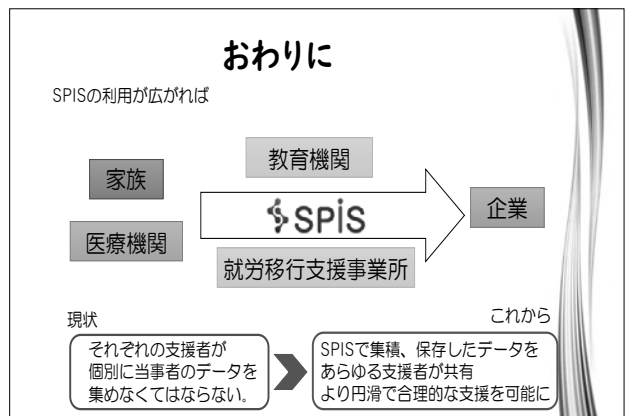 おわりに
SPISの利用が広がれば
教育機関
家族
SPiS
企業
医療機関
就労移行支援事業所
現状
これから
それぞれの支援者が
個別に当事者のデータを
集めなくてはならない。
SPISで集積、保存したデータを
あらゆる支援者が共有
より円滑で合理的な支援を可能に